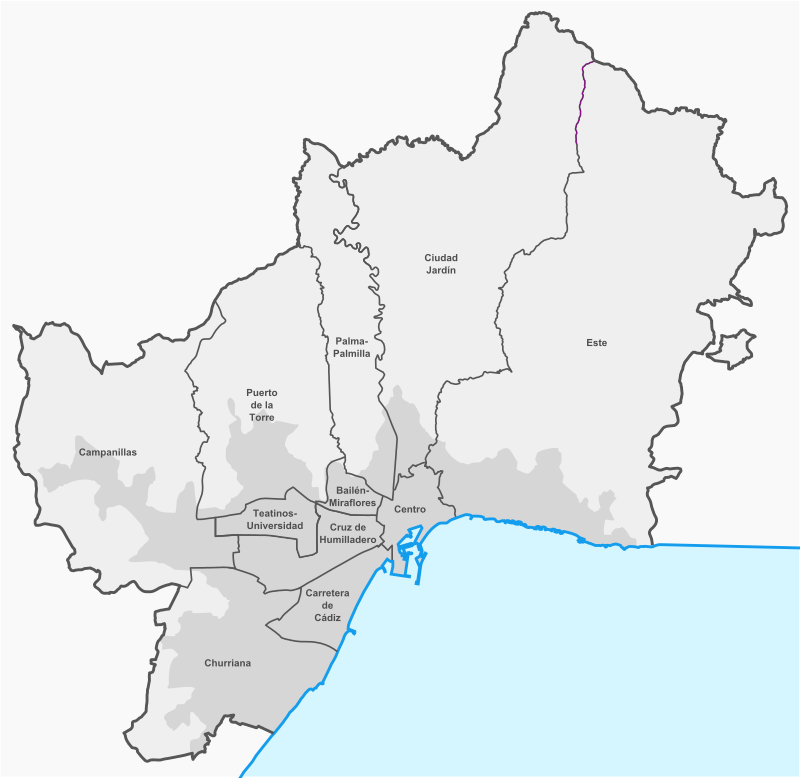 Ciudad
Jardín
Palma-
Palmilla
Este
Puerto
de la
Torre
Campanillas
Bailén-
Miraflores
Teatinos-
Universidad
Centro
Cruz de
Humilladero
Carretera
de
Cádiz
Churriana